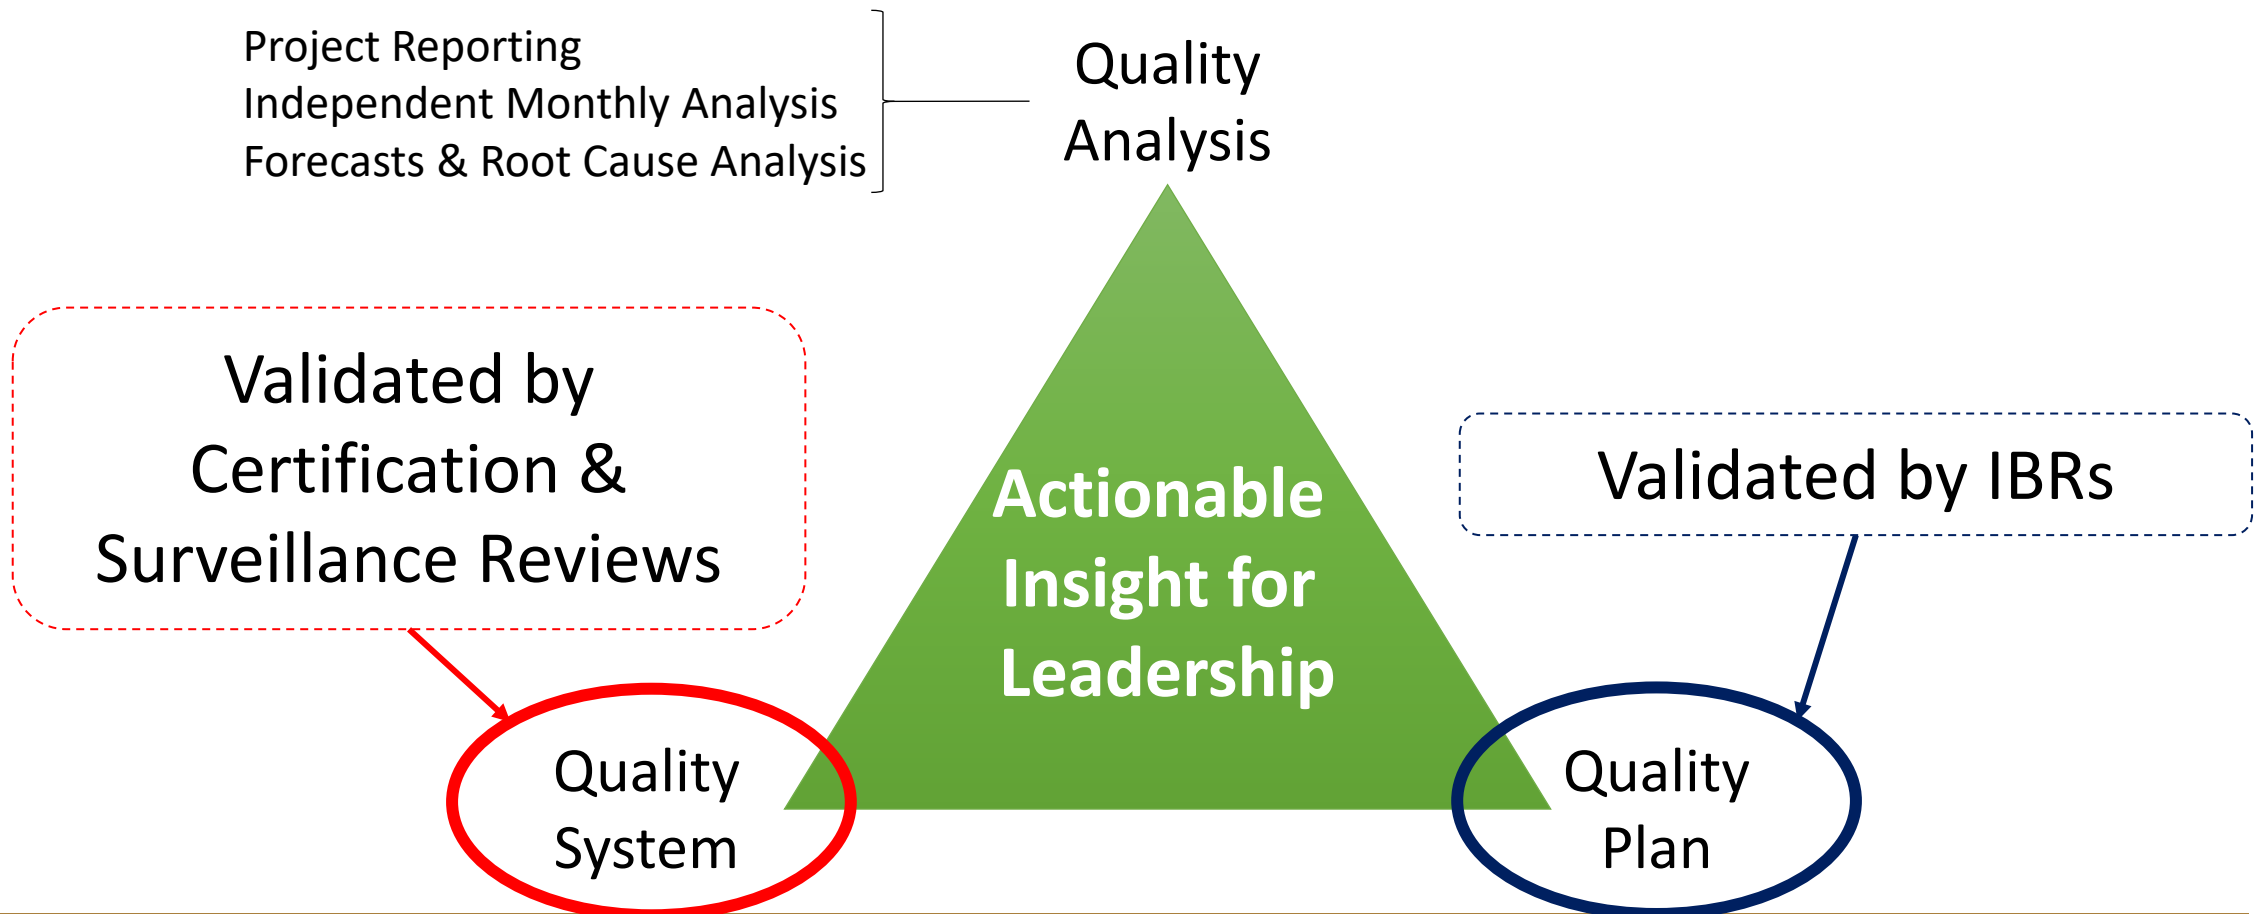 Project Reporting
Independent Monthly Analysis
Forecasts & Root Cause Analysis
Quality
Analysis
Validated by
Certification &
Surveillance Reviews
Actionable
Insight for
Leadership
Validated by IBRs
Quality
System
Quality
Plan